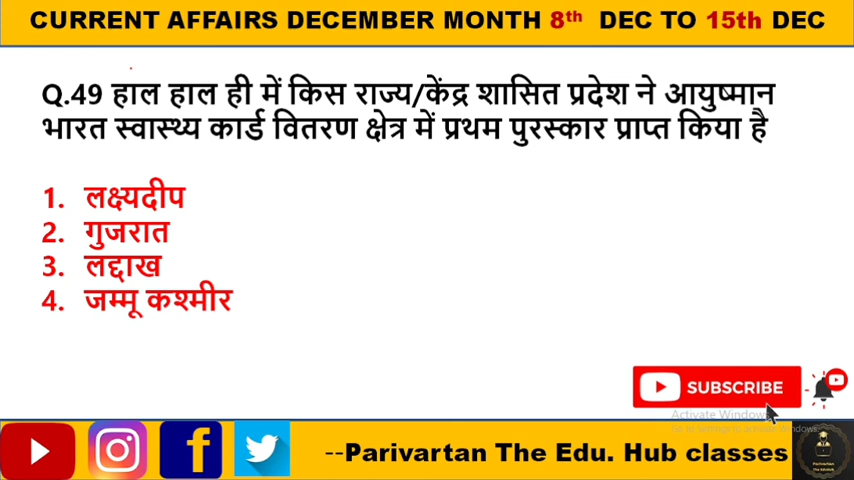 CURRENT AFFAIRS DECEMBER MONTH 8th DEC TO 15th DEC
Q.49 हाल हाल ही में किस राज्य/केंद्र शासित प्रदेश ने आयुष्मान
भारत स्वास्थ्य कार्ड वितरण क्षेत्र में प्रथम पुरस्कार प्राप्त किया है
1. लक्ष्यदीप
2. गुजरात
3. लद्दाख
4. जम्मू कश्मीर
SUBSCRIBE
Activate Windows
--Parivartan The Edu. Hub classes
Parivartan